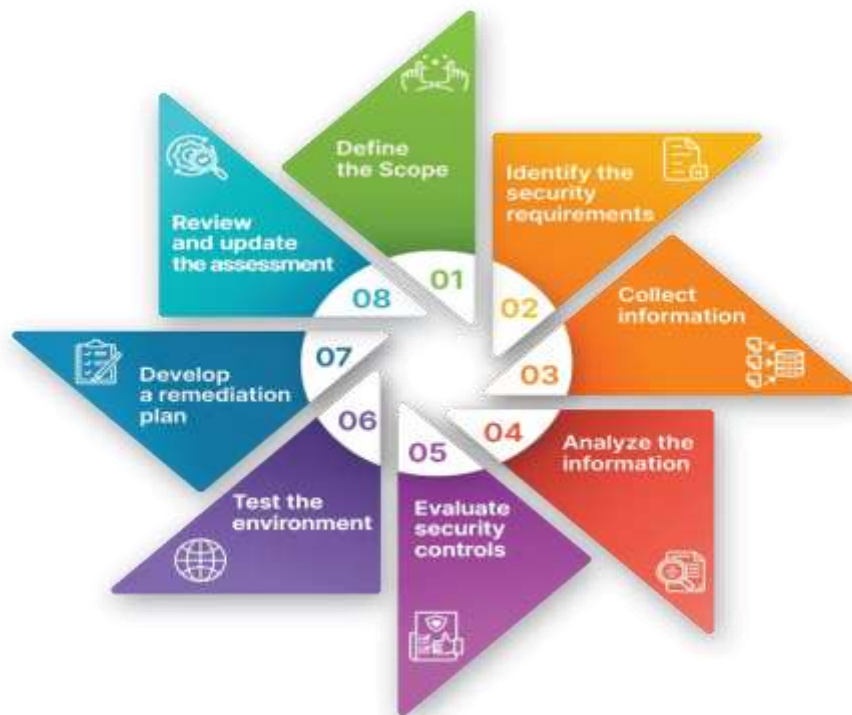 01
Define
the Scope
02
Identify the
security
requirements
03
Collect
information
04
Analyze the
information
05
Evaluate
security
controls
06
Test the
environment
07
Develop
a remediation
plan
08
Review
and update
the assessment